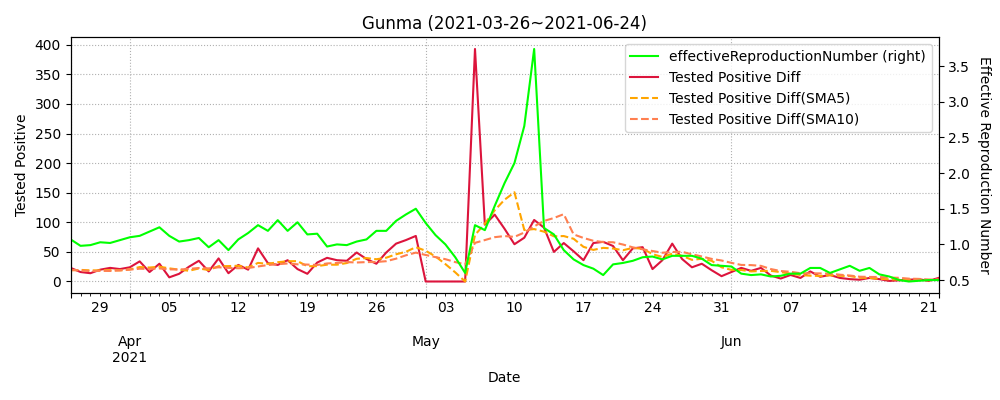 Gunma (2021-03-26~2021-06-24)
effectiveReproductionNumber (right)
Tested Positive Diff
Tested Positive Diff(SMA5)
Tested Positive Diff(SMA10)
Tested Positive
400
350
300
250
200
150
100
50
0
Effective Reproduction Number
3.5
3.0
2.5
2.0
1.5
1.0
0.5
29 05 12 19 26 03 10 17 24 31 07 14 21
Apr May Jun
2021
Date